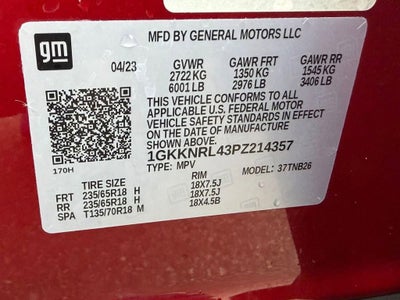 gm
MFD BY GENERAL MOTORS LLC
04/23 GVWR GAWR FRT GAWR RR
2722 KG 1350 KG 1545 KG
6001 LB 2976 LB 3406 LB
THIS VEHICLE CONFORMS TO ALL
APPLICABLE U.S. FEDERAL MOTOR
VEHICLE SAFETY STANDARDS IN
EFFECT ON THE DATE OF MANUFACTURE
SHOWN ABOVE.
1GKKNRL43PZ214357
170H TYPE: MPV MODEL: 37TNB26
TIRE SIZE RIM
FRT 235/65R18 H 18X7.5J
RR 235/65R18 H 18X7.5J
SPA T135/70R18 M 18X4.5B